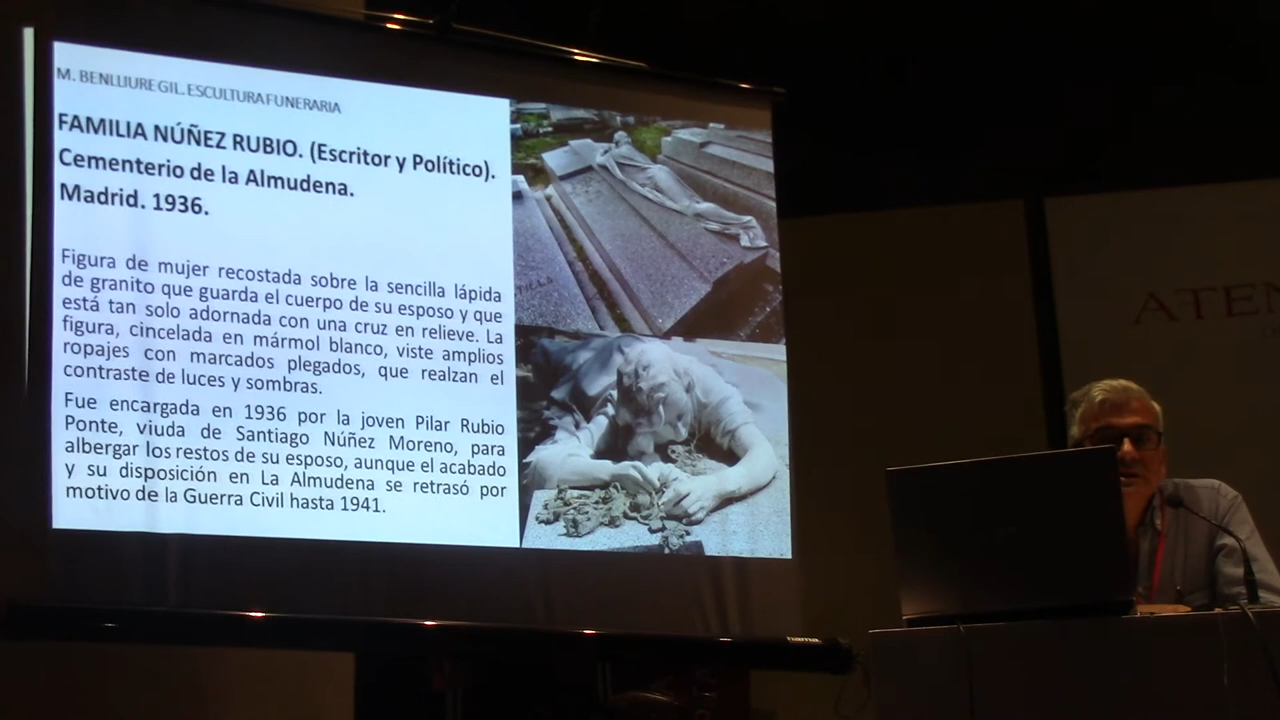 M. BENLLIURE GIL. ESCULTURA FUNERARIA
FAMILIA NÚÑEZ RUBIO. (Escritor y Político).
Cementerio de la Almudena.
Madrid. 1936.
Figura de mujer recostada sobre la sencilla lápida
de granito que guarda el cuerpo de su esposo y que
está tan solo adornada con una cruz en relieve. La
figura, cincelada en mármol blanco, viste amplios
ropajes con marcados plegados, que realzan el
contraste de luces y sombras.
Fue encargada en 1936 por la joven Pilar Rubio
Ponte, viuda de Santiago Núñez Moreno, para
albergar los restos de su esposo, aunque el acabado
y su disposición en La Almudena se retrasó por
motivo de la Guerra Civil hasta 1941.
hama
ATEN